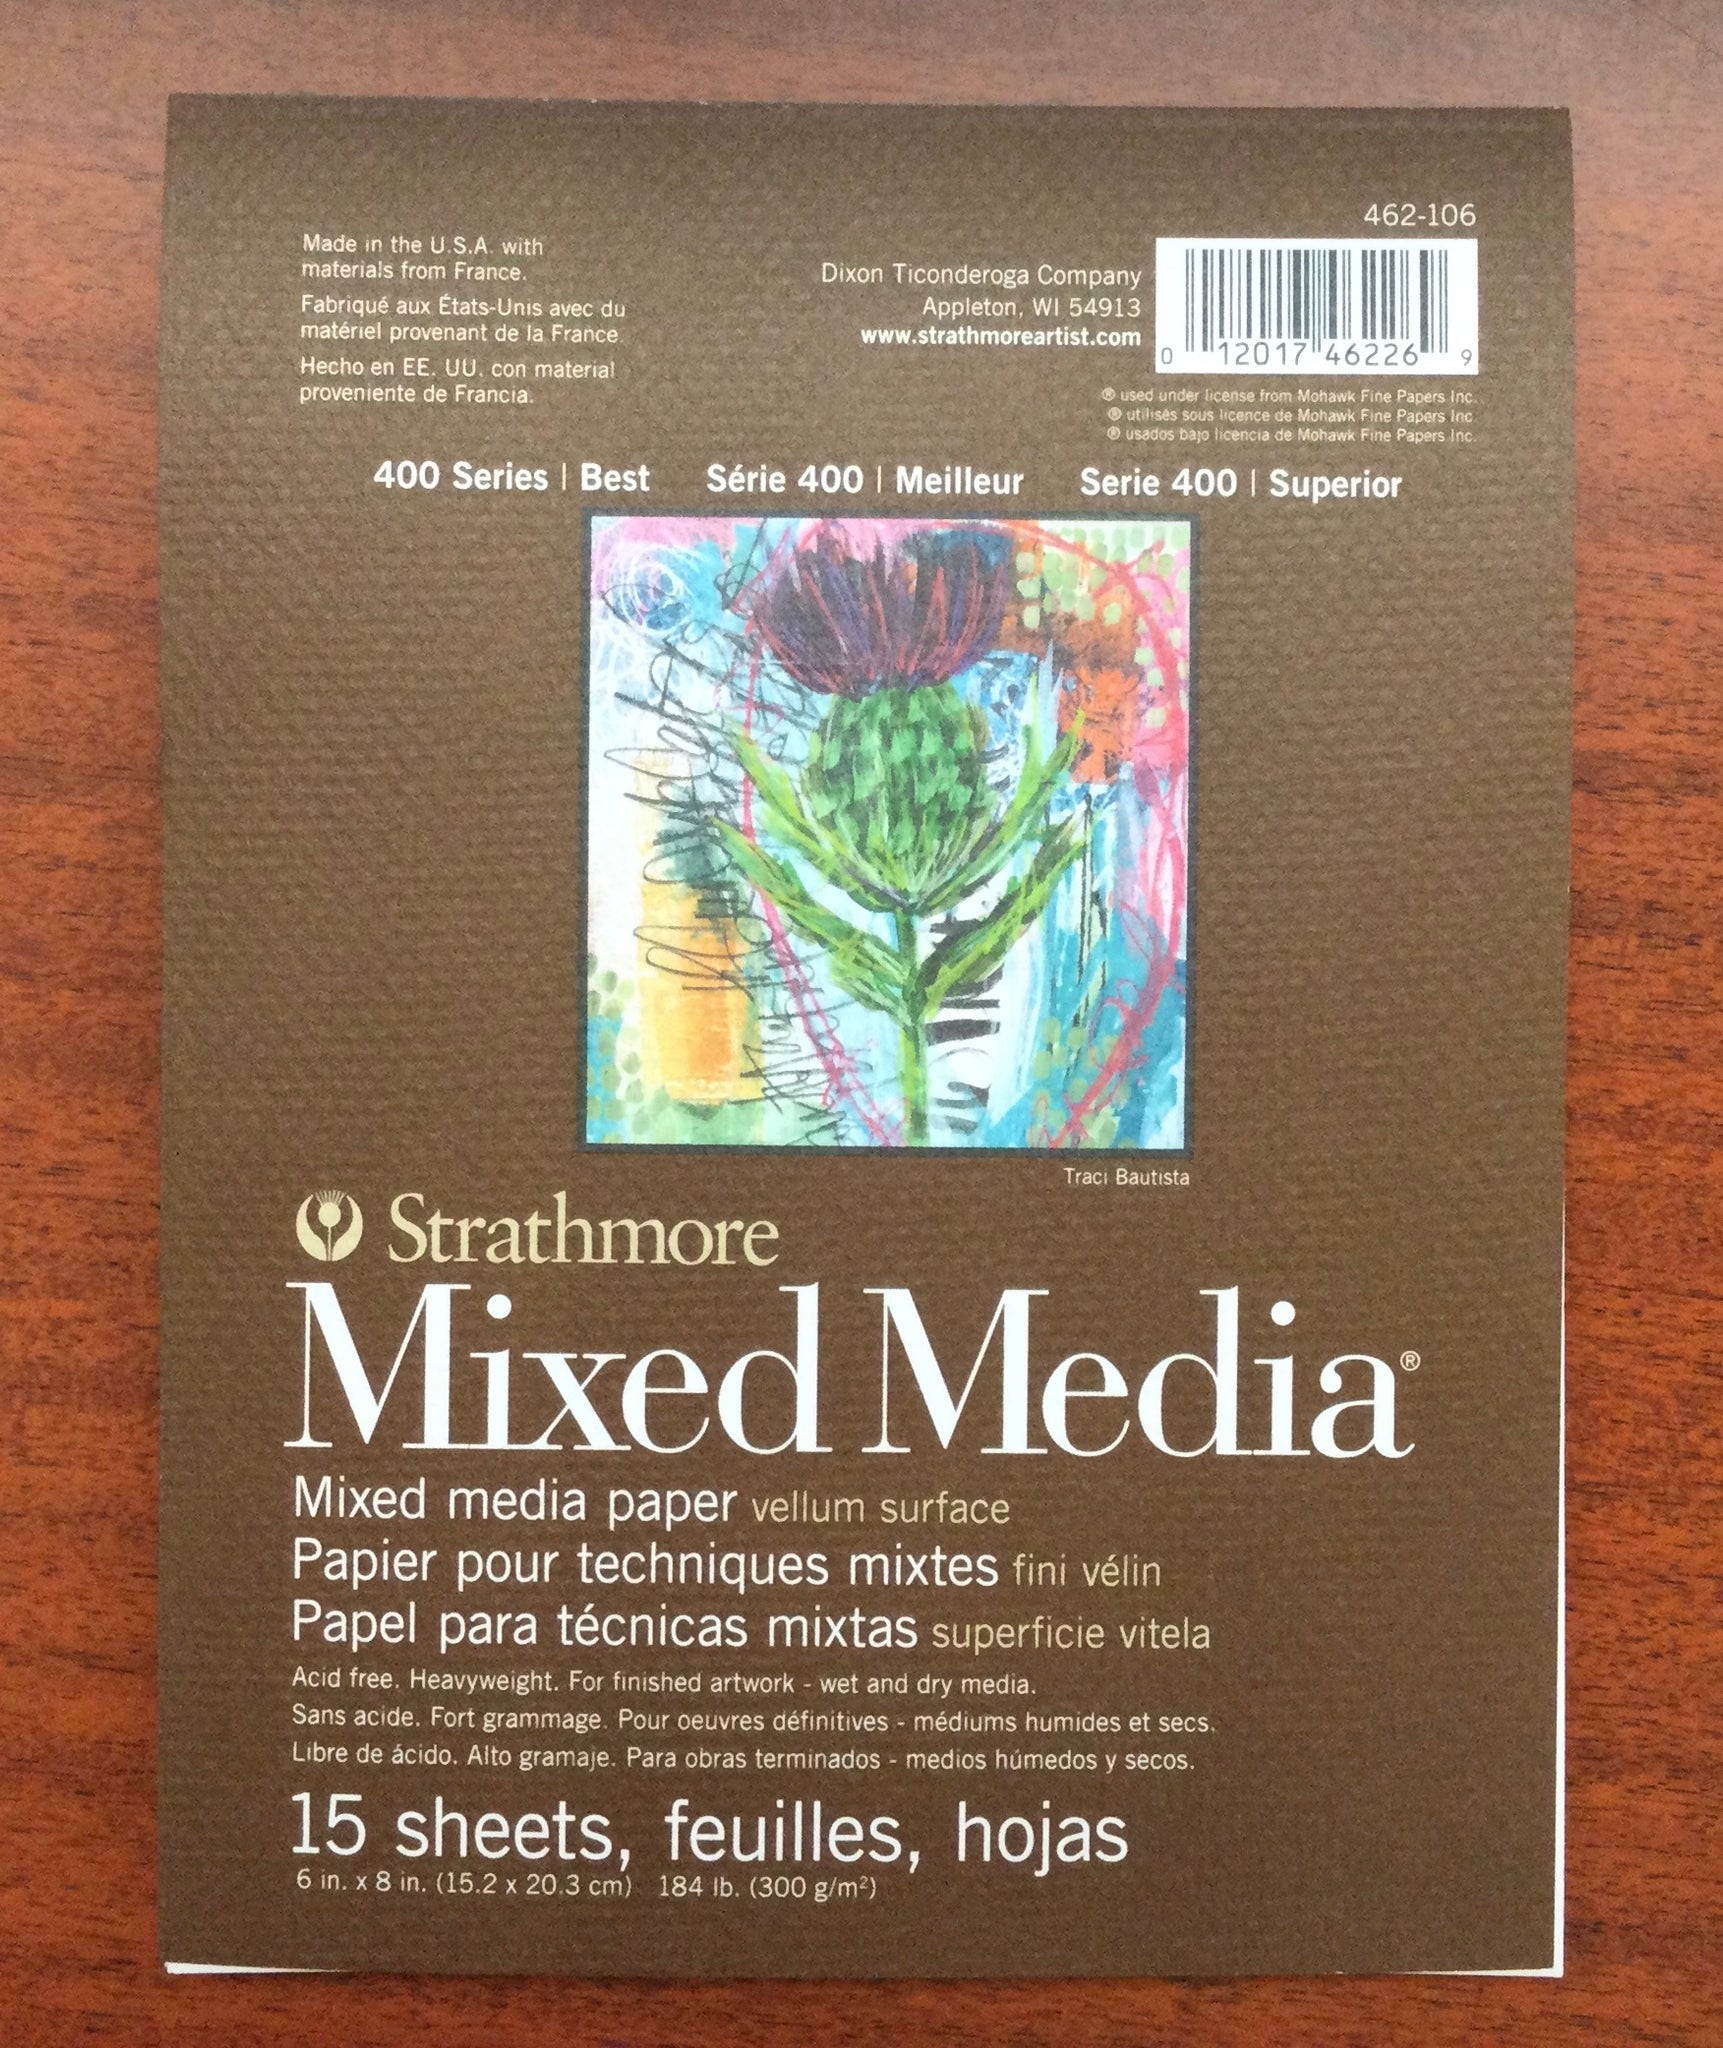 462-106
Made in the U.S.A. with
materials from France.
Fabriqué aux États-Unis avec du
matériel provenant de la France.
Hecho en EE. UU. con material
proveniente de Francia.
Dixon Ticonderoga Company
Appleton, WI 54913
www.strathmoreartist.com
0 12017 46226 9
® used under license from Mohawk Fine Papers Inc.
® utilisés sous licence de Mohawk Fine Papers Inc.
® usados bajo licencia de Mohawk Fine Papers Inc.
400 Series | Best Série 400 | Meilleur Serie 400 | Superior
Traci Bautista
Strathmore
Mixed Media®
Mixed media paper vellum surface
Papier pour techniques mixtes fini vélin
Papel para técnicas mixtas superficie vitela
Acid free. Heavyweight. For finished artwork - wet and dry media.
Sans acide. Fort grammage. Pour oeuvres définitives - médiums humides et secs.
Libre de ácido. Alto gramaje. Para obras terminados - medios húmedos y secos.
15 sheets, feuilles, hojas
6 in. x 8 in. (15.2 x 20.3 cm) 184 lb. (300 g/m²)